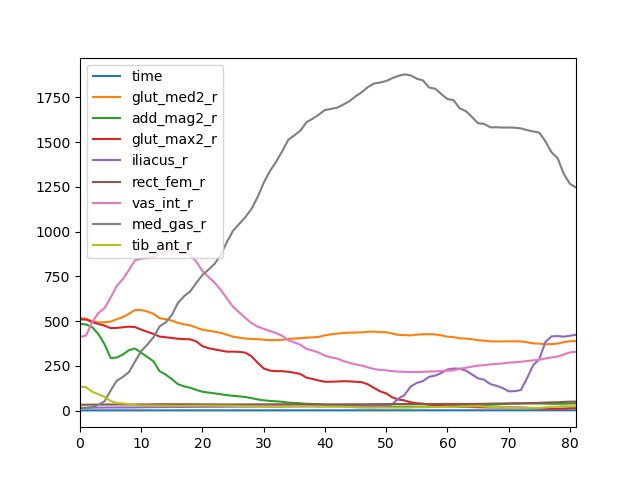 1750
1500
1250
1000
750
500
250
0
time
glut_med2_r
add_mag2_r
glut_max2_r
iliacus_r
rect_fem_r
vas_int_r
med_gas_r
tib_ant_r
0 10 20 30 40 50 60 70 80